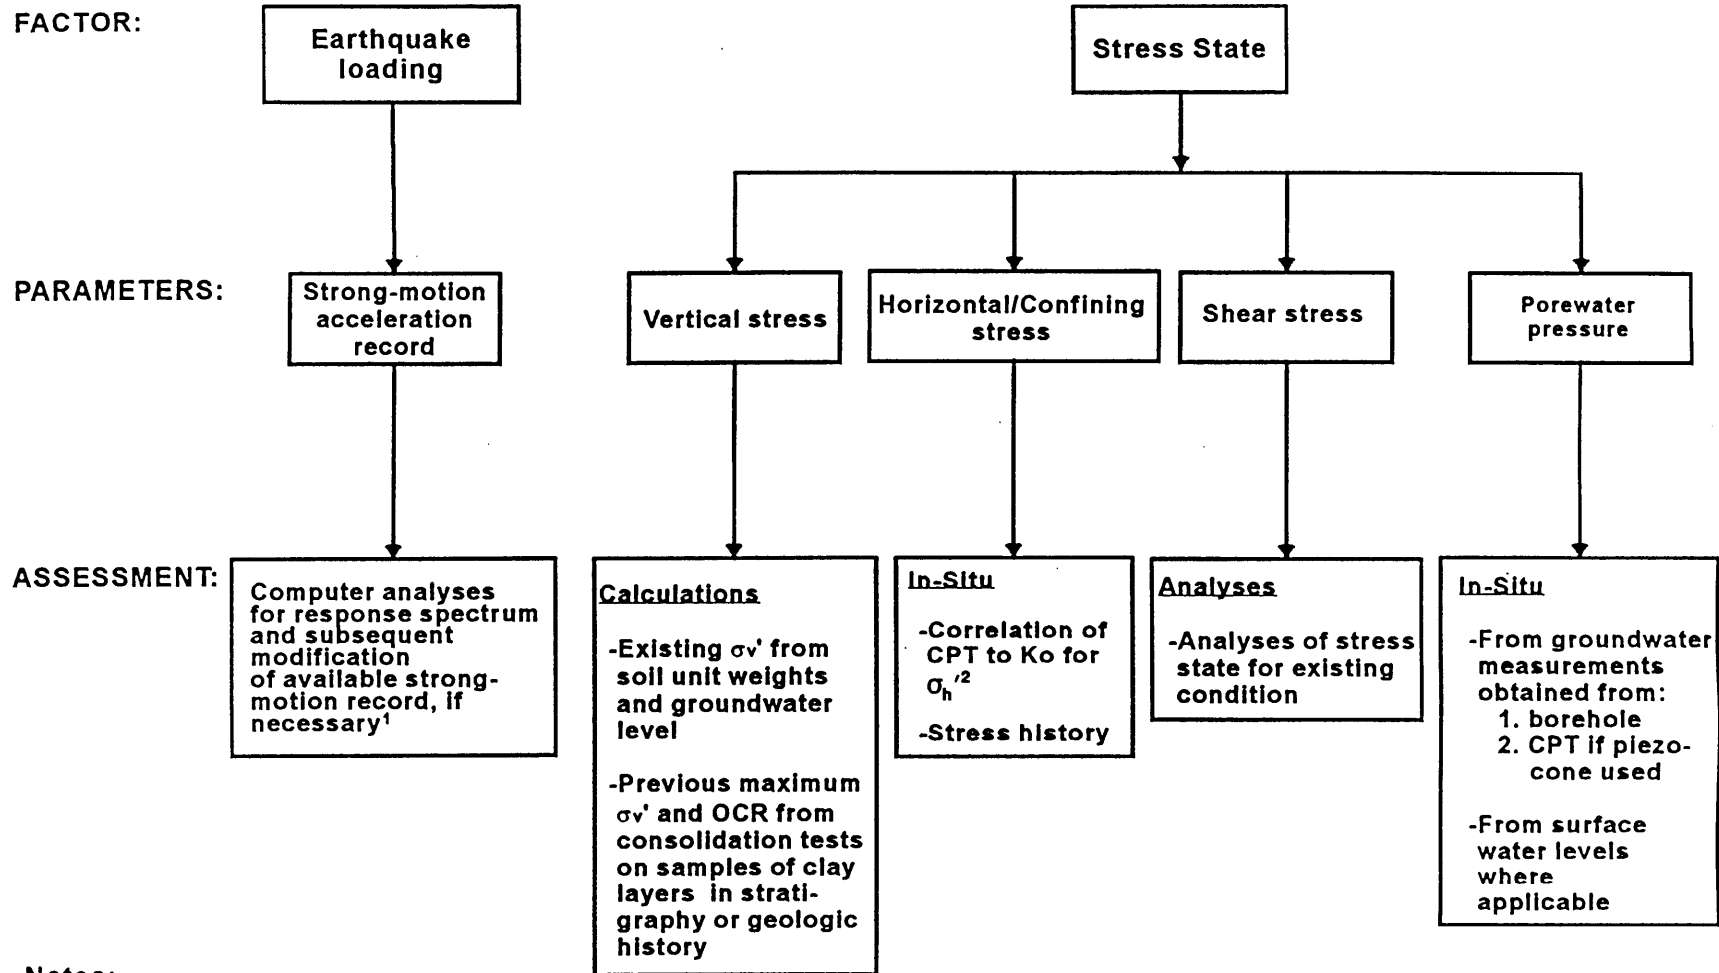 FACTOR:
Earthquake
loading
Stress State
PARAMETERS:
Strong-motion
acceleration
record
Vertical stress
Horizontal/Confining
stress
Shear stress
Porewater
pressure
ASSESSMENT:
Computer analyses
for response spectrum
and subsequent
modification
of available strong-
motion record, if
necessary¹
Calculations
-Existing σv' from
soil unit weights
and groundwater
level
-Previous maximum
σv' and OCR from
consolidation tests
on samples of clay
layers in strati-
graphy or geologic
history
In-Situ
-Correlation of
CPT to Ko for
σh'²
-Stress history
Analyses
-Analyses of stress
state for existing
condition
In-Situ
-From groundwater
measurements
obtained from:
1. borehole
2. CPT if piezo-
cone used
-From surface
water levels
where
applicable
Notes: